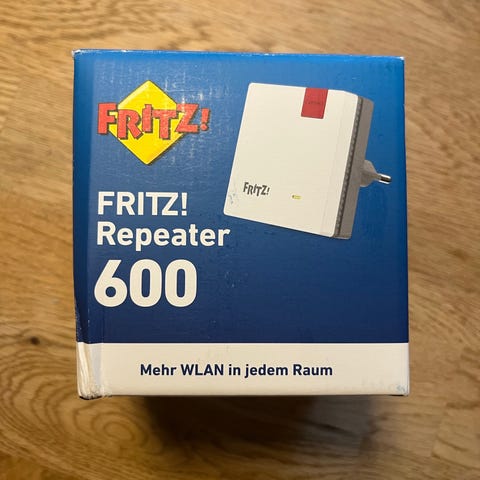 FRITZ!
FRITZ!
FRITZ!
Repeater
600
Mehr WLAN in jedem Raum